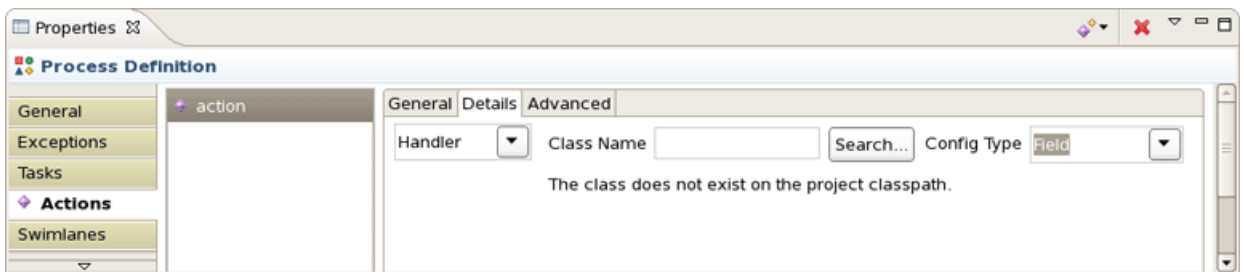 Properties
Process Definition
General
Exceptions
Tasks
Actions
Swimlanes
action
General Details Advanced
Handler Class Name Search... Config Type Field
The class does not exist on the project classpath.